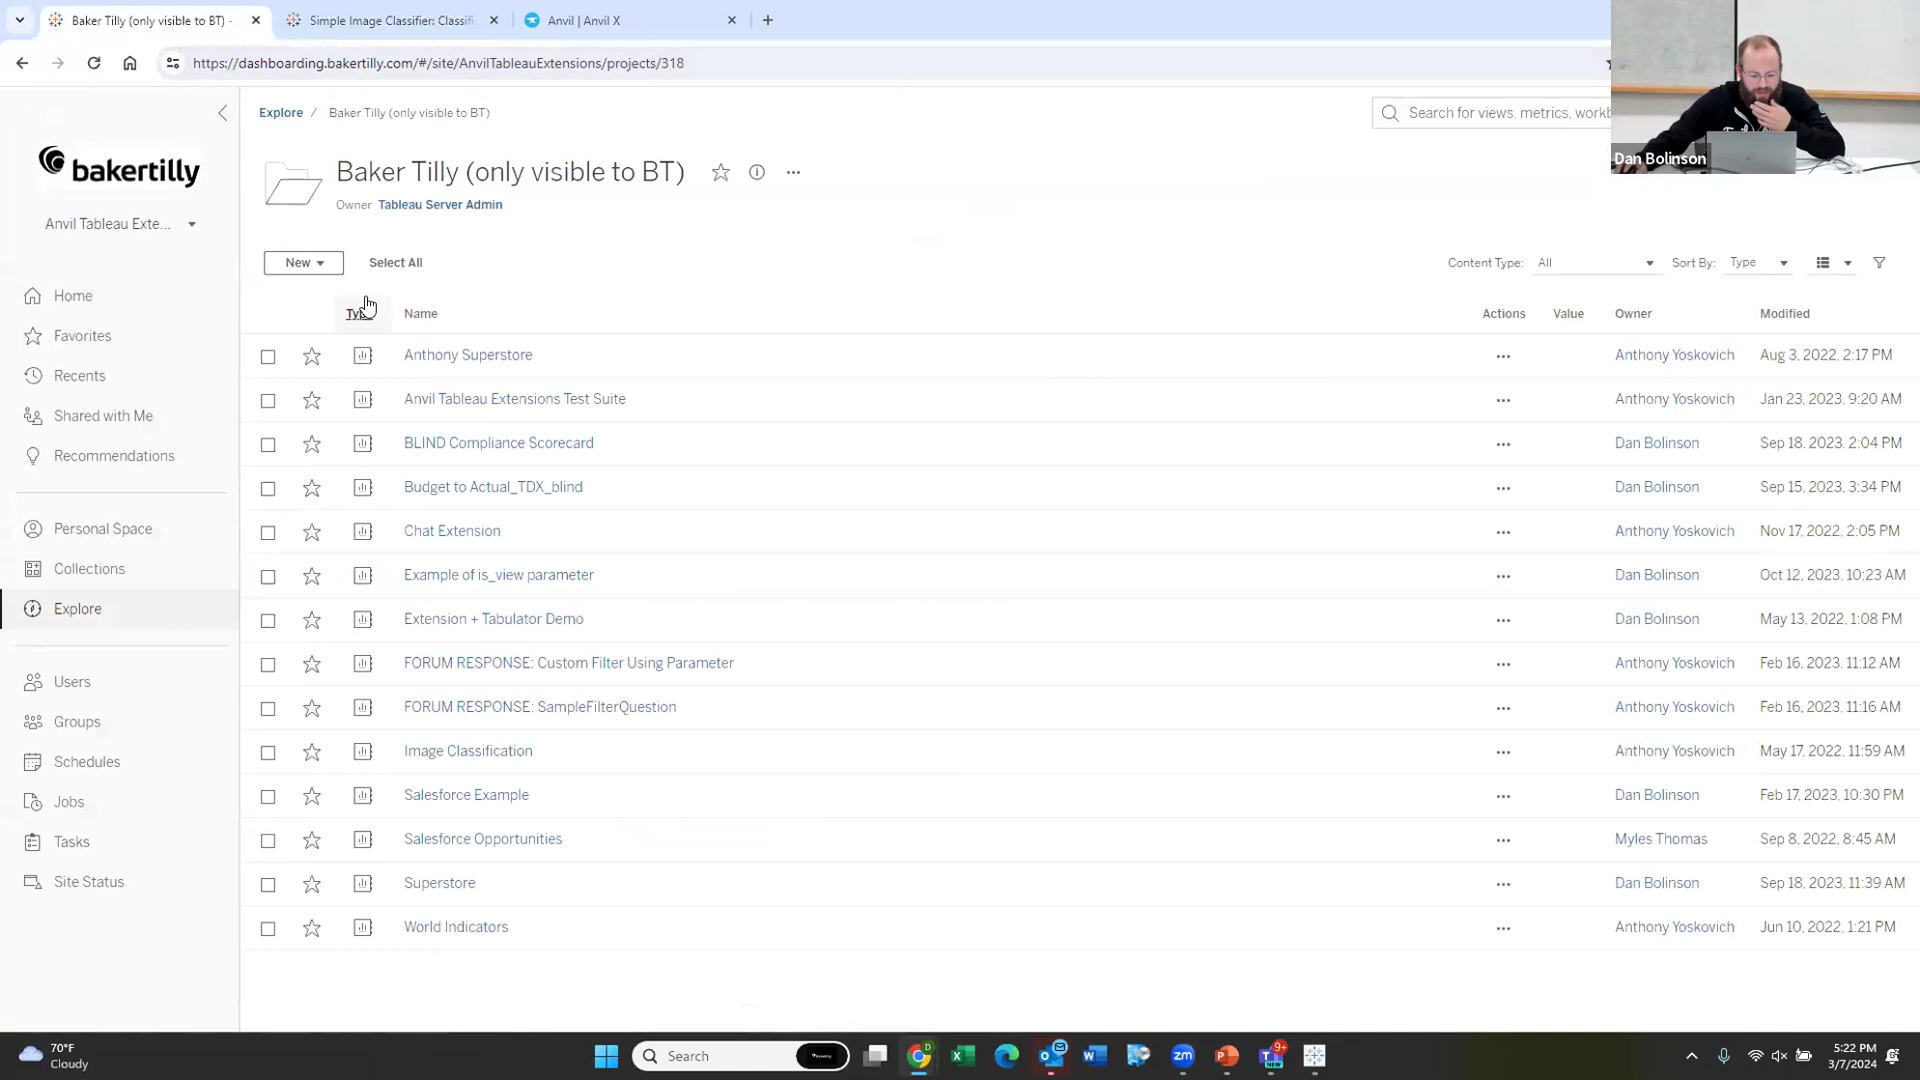 Baker Tilly (only visible to BT) -
Simple Image Classifier: Classifi
Anvil | Anvil X
https://dashboarding.bakertilly.com/#/site/AnvilTableauExtensions/projects/318
Explore / Baker Tilly (only visible to BT)
Search for views, metrics, workb
Dan Bolinson
bakertilly
Baker Tilly (only visible to BT)
Owner Tableau Server Admin
Anvil Tableau Exte...
New
Select All
Content Type: All
Sort By: Type
Home
Favorites
Recents
Shared with Me
Recommendations
Personal Space
Collections
Explore
Users
Groups
Schedules
Jobs
Tasks
Site Status
Name Actions Value Owner Modified
Anthony Superstore ... Anthony Yoskovich Aug 3, 2022, 2:17 PM
Anvil Tableau Extensions Test Suite ... Anthony Yoskovich Jan 23, 2023, 9:20 AM
BLIND Compliance Scorecard ... Dan Bolinson Sep 18, 2023, 2:04 PM
Budget to Actual_TDX_blind ... Dan Bolinson Sep 15, 2023, 3:34 PM
Chat Extension ... Anthony Yoskovich Nov 17, 2022, 2:05 PM
Example of is_view parameter ... Dan Bolinson Oct 12, 2023, 10:23 AM
Extension + Tabulator Demo ... Dan Bolinson May 13, 2022, 1:08 PM
FORUM RESPONSE: Custom Filter Using Parameter ... Anthony Yoskovich Feb 16, 2023, 11:12 AM
FORUM RESPONSE: SampleFilterQuestion ... Anthony Yoskovich Feb 16, 2023, 11:16 AM
Image Classification ... Anthony Yoskovich May 17, 2022, 11:59 AM
Salesforce Example ... Dan Bolinson Feb 17, 2023, 10:30 PM
Salesforce Opportunities ... Myles Thomas Sep 8, 2022, 8:45 AM
Superstore ... Dan Bolinson Sep 18, 2023, 11:39 AM
World Indicators ... Anthony Yoskovich Jun 10, 2022, 1:21 PM
70°F
Cloudy
Search
zm
9+
NEW
5:22 PM
3/7/2024